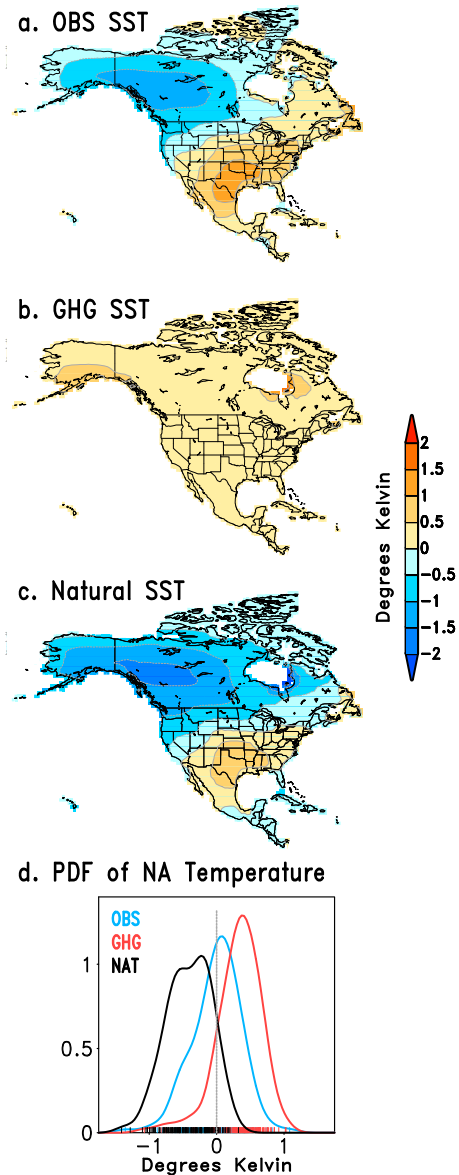 a. OBS SST
b. GHG SST
c. Natural SST
Degrees Kelvin
2
1.5
1
0.5
0
-0.5
-1
-1.5
-2
d. PDF of NA Temperature
OBS
GHG
NAT
1
0.5
0
-1 0 1
Degrees Kelvin